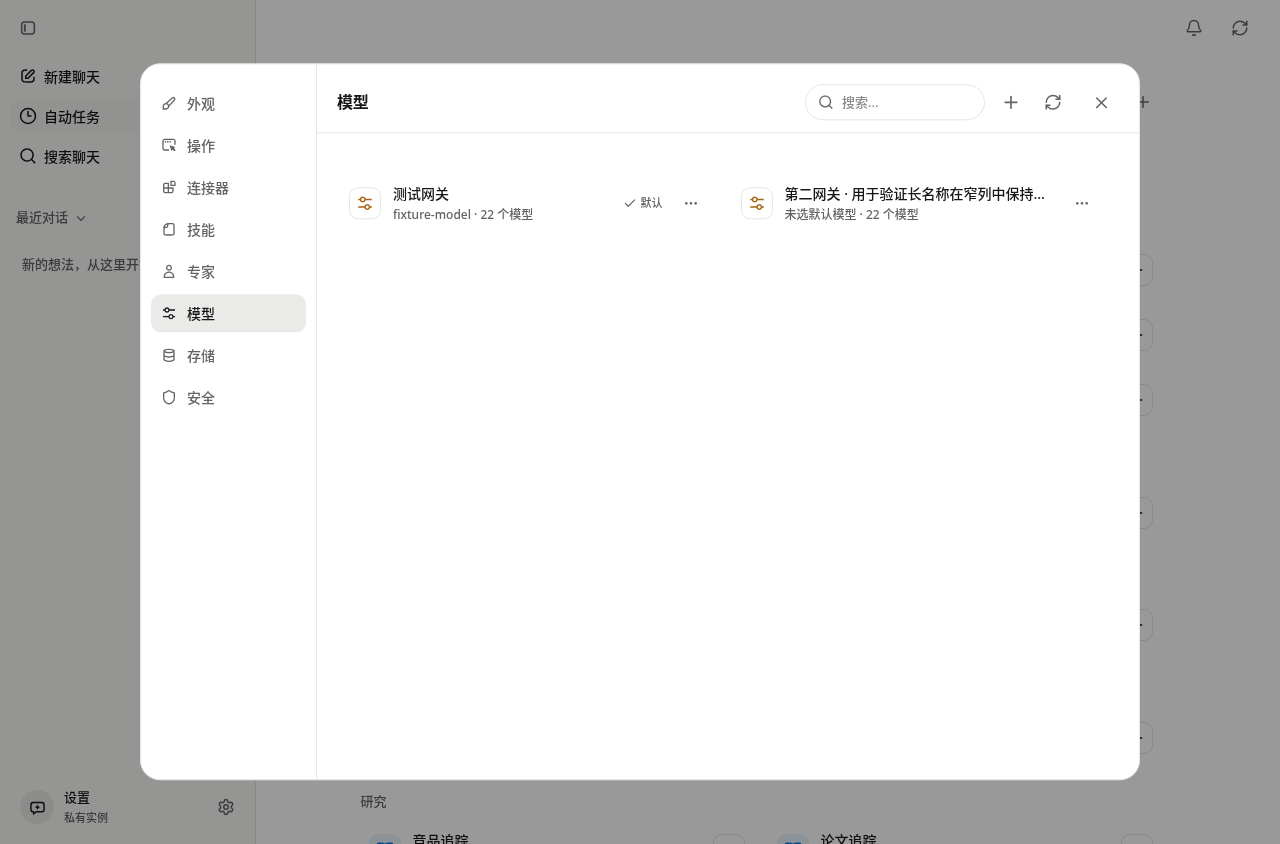 新建聊天
自动任务
搜索聊天
最近对话
新的想法，从这里开
设置
私有实例
外观
操作
连接器
技能
专家
模型
存储
安全
模型
搜索...
测试网关
fixture-model · 22 个模型
默认
第二网关 · 用于验证长名称在窄列中保持...
未选默认模型 · 22 个模型
研究
竞品追踪
论文追踪